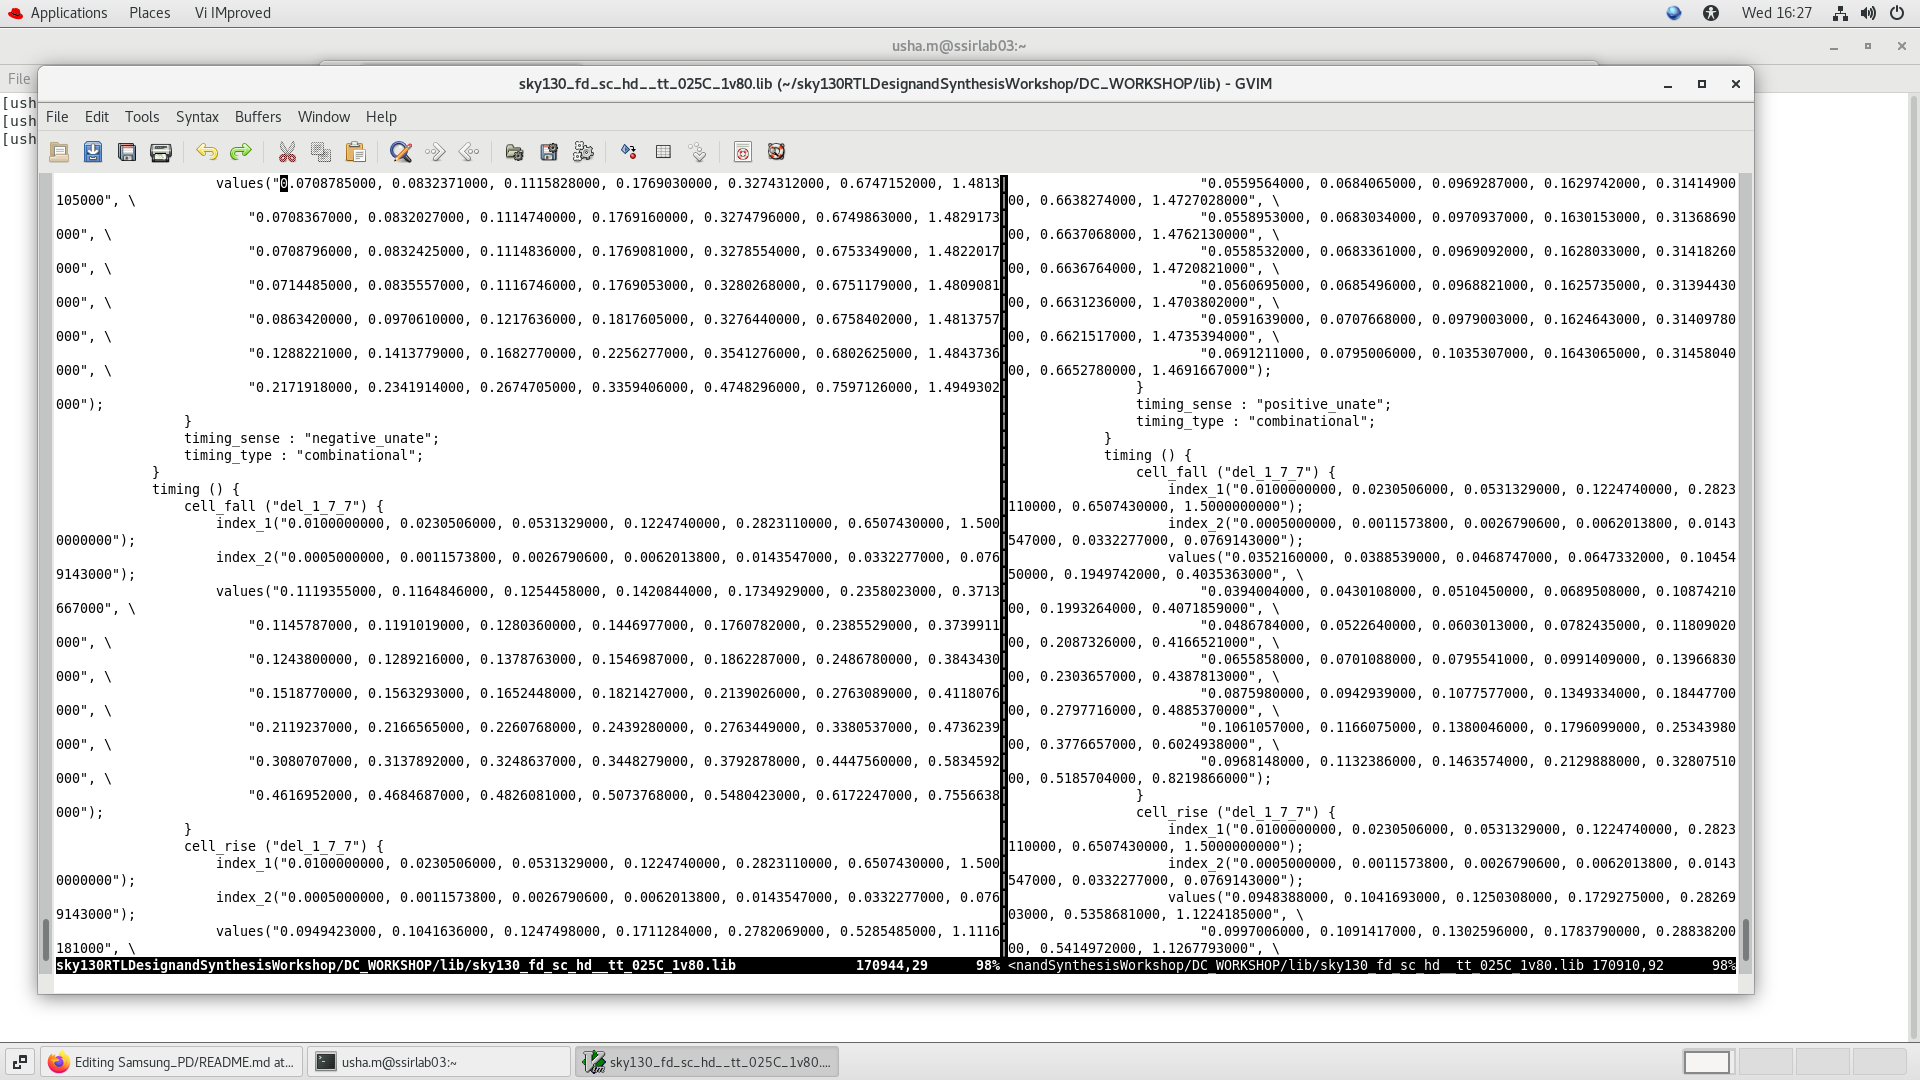 Applications Places Vi IMproved Wed 16:27
usha.m@ssirlab03:~
File
[ush
[ush
[ush
sky130_fd_sc_hd__tt_025C_1v80.lib (~/sky130RTLDesignandSynthesisWorkshop/DC_WORKSHOP/lib) - GVIM
File Edit Tools Syntax Buffers Window Help
values("0.0708785000, 0.0832371000, 0.1115828000, 0.1769030000, 0.3274312000, 0.6747152000, 1.4813
105000", \
"0.0708367000, 0.0832027000, 0.1114740000, 0.1769160000, 0.3274796000, 0.6749863000, 1.4829173
000", \
"0.0708796000, 0.0832425000, 0.1114836000, 0.1769081000, 0.3278554000, 0.6753349000, 1.4822017
000", \
"0.0714485000, 0.0835557000, 0.1116746000, 0.1769053000, 0.3280268000, 0.6751179000, 1.4809081
000", \
"0.0863420000, 0.0970610000, 0.1217636000, 0.1817605000, 0.3276440000, 0.6758402000, 1.4813757
000", \
"0.1288221000, 0.1413779000, 0.1682770000, 0.2256277000, 0.3541276000, 0.6802625000, 1.4843736
000", \
"0.2171918000, 0.2341914000, 0.2674705000, 0.3359406000, 0.4748296000, 0.7597126000, 1.4949302
000");
}
timing_sense : "negative_unate";
timing_type : "combinational";
}
timing () {
cell_fall ("del_1_7_7") {
index_1("0.0100000000, 0.0230506000, 0.0531329000, 0.1224740000, 0.2823110000, 0.6507430000, 1.500
0000000");
index_2("0.0005000000, 0.0011573800, 0.0026790600, 0.0062013800, 0.0143547000, 0.0332277000, 0.076
9143000");
values("0.1119355000, 0.1164846000, 0.1254458000, 0.1420844000, 0.1734929000, 0.2358023000, 0.3713
667000", \
"0.1145787000, 0.1191019000, 0.1280360000, 0.1446977000, 0.1760782000, 0.2385529000, 0.3739911
000", \
"0.1243800000, 0.1289216000, 0.1378763000, 0.1546987000, 0.1862287000, 0.2486780000, 0.3843430
000", \
"0.1518770000, 0.1563293000, 0.1652448000, 0.1821427000, 0.2139026000, 0.2763089000, 0.4118076
000", \
"0.2119237000, 0.2166565000, 0.2260768000, 0.2439280000, 0.2763449000, 0.3380537000, 0.4736239
000", \
"0.3080707000, 0.3137892000, 0.3248637000, 0.3448279000, 0.3792878000, 0.4447560000, 0.5834592
000", \
"0.4616952000, 0.4684687000, 0.4826081000, 0.5073768000, 0.5480423000, 0.6172247000, 0.7556638
000");
}
cell_rise ("del_1_7_7") {
index_1("0.0100000000, 0.0230506000, 0.0531329000, 0.1224740000, 0.2823110000, 0.6507430000, 1.500
0000000");
index_2("0.0005000000, 0.0011573800, 0.0026790600, 0.0062013800, 0.0143547000, 0.0332277000, 0.076
9143000");
values("0.0949423000, 0.1041636000, 0.1247498000, 0.1711284000, 0.2782069000, 0.5285485000, 1.1116
181000", \
sky130RTLDesignandSynthesisWorkshop/DC_WORKSHOP/lib/sky130_fd_sc_hd__tt_025C_1v80.lib 170944,29 98%
"0.0559564000, 0.0684065000, 0.0969287000, 0.1629742000, 0.31414900
00, 0.6638274000, 1.4727028000", \
"0.0558953000, 0.0683034000, 0.0970937000, 0.1630153000, 0.31368690
00, 0.6637068000, 1.4762130000", \
"0.0558532000, 0.0683361000, 0.0969092000, 0.1628033000, 0.31418260
00, 0.6636764000, 1.4720821000", \
"0.0560695000, 0.0685496000, 0.0968821000, 0.1625735000, 0.31394430
00, 0.6631236000, 1.4703802000", \
"0.0591639000, 0.0707668000, 0.0979003000, 0.1624643000, 0.31409780
00, 0.6621517000, 1.4735394000", \
"0.0691211000, 0.0795006000, 0.1035307000, 0.1643065000, 0.31458040
00, 0.6652780000, 1.4691667000");
}
timing_sense : "positive_unate";
timing_type : "combinational";
}
timing () {
cell_fall ("del_1_7_7") {
index_1("0.0100000000, 0.0230506000, 0.0531329000, 0.1224740000, 0.2823
110000, 0.6507430000, 1.5000000000");
index_2("0.0005000000, 0.0011573800, 0.0026790600, 0.0062013800, 0.0143
547000, 0.0332277000, 0.0769143000");
values("0.0352160000, 0.0388539000, 0.0468747000, 0.0647332000, 0.10454
50000, 0.1949742000, 0.4035363000", \
"0.0394004000, 0.0430108000, 0.0510450000, 0.0689508000, 0.10874210
00, 0.1993264000, 0.4071859000", \
"0.0486784000, 0.0522640000, 0.0603013000, 0.0782435000, 0.11809020
00, 0.2087326000, 0.4166521000", \
"0.0655858000, 0.0701088000, 0.0795541000, 0.0991409000, 0.13966830
00, 0.2303657000, 0.4387813000", \
"0.0875980000, 0.0942939000, 0.1077577000, 0.1349334000, 0.18447700
00, 0.2797716000, 0.4885370000", \
"0.1061057000, 0.1166075000, 0.1380046000, 0.1796099000, 0.25343980
00, 0.3776657000, 0.6024938000", \
"0.0968148000, 0.1132386000, 0.1463574000, 0.2129888000, 0.32807510
00, 0.5185704000, 0.8219866000");
}
cell_rise ("del_1_7_7") {
index_1("0.0100000000, 0.0230506000, 0.0531329000, 0.1224740000, 0.2823
110000, 0.6507430000, 1.5000000000");
index_2("0.0005000000, 0.0011573800, 0.0026790600, 0.0062013800, 0.0143
547000, 0.0332277000, 0.0769143000");
values("0.0948388000, 0.1041693000, 0.1250308000, 0.1729275000, 0.28269
03000, 0.5358681000, 1.1224185000", \
"0.0997006000, 0.1091417000, 0.1302596000, 0.1783790000, 0.28838200
00, 0.5414972000, 1.1267793000", \
<nandSynthesisWorkshop/DC_WORKSHOP/lib/sky130_fd_sc_hd__tt_025C_1v80.lib 170910,92 98%
Editing Samsung_PD/README.md at... usha.m@ssirlab03:~ sky130_fd_sc_hd__tt_025C_1v80....